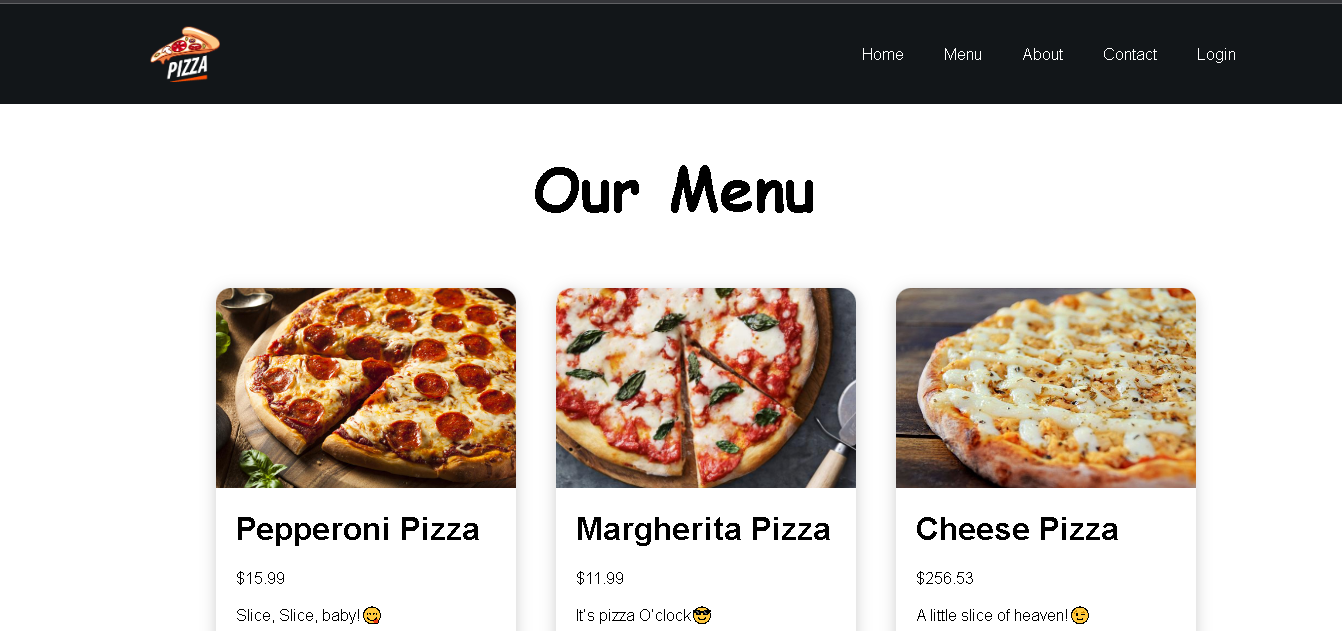 PIZZA
Home Menu About Contact Login
Our Menu
Pepperoni Pizza
$15.99
Slice, Slice, baby!😋
Margherita Pizza
$11.99
It's pizza O'clock😎
Cheese Pizza
$256.53
A little slice of heaven!😉